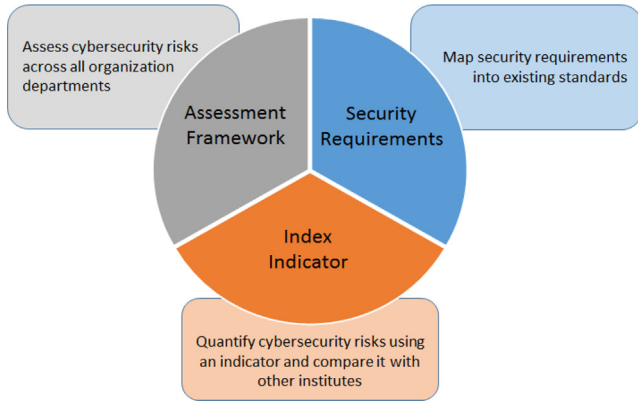 Assess cybersecurity risks
across all organization
departments
Map security requirements
into existing standards
Assessment
Framework
Security
Requirements
Index
Indicator
Quantify cybersecurity risks using
an indicator and compare it with
other institutes